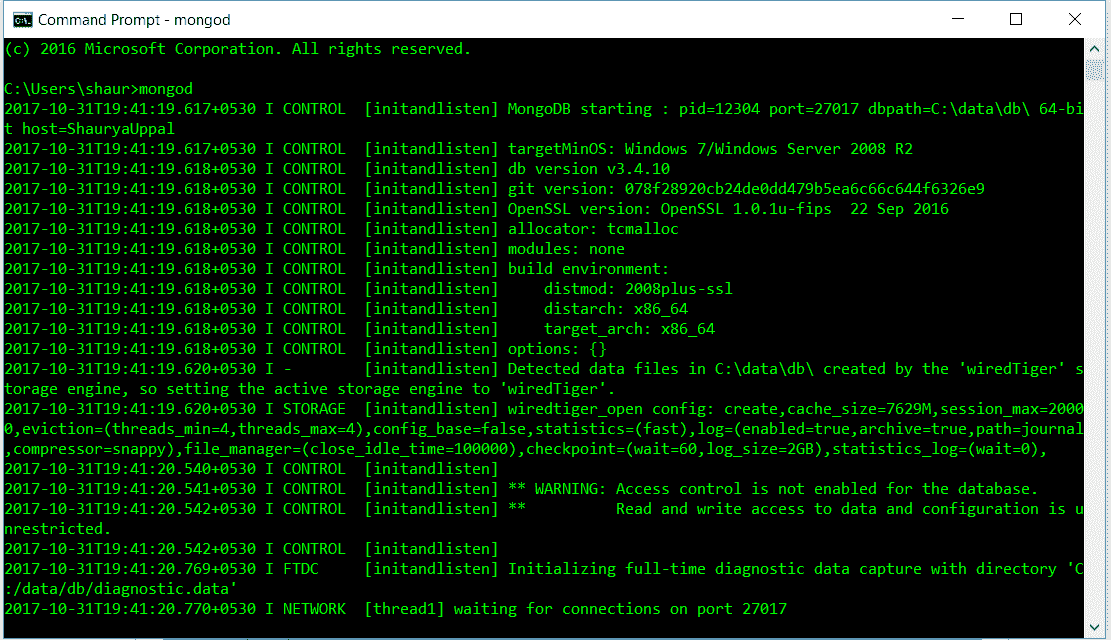 Command Prompt - mongod
(c) 2016 Microsoft Corporation. All rights reserved.
C:\Users\shaur>mongod
2017-10-31T19:41:19.617+0530 I CONTROL  [initandlisten] MongoDB starting : pid=12304 port=27017 dbpath=C:\data\db\ 64-bi
t host=ShauryaUppal
2017-10-31T19:41:19.617+0530 I CONTROL  [initandlisten] targetMinOS: Windows 7/Windows Server 2008 R2
2017-10-31T19:41:19.618+0530 I CONTROL  [initandlisten] db version v3.4.10
2017-10-31T19:41:19.618+0530 I CONTROL  [initandlisten] git version: 078f28920cb24de0dd479b5ea6c66c644f6326e9
2017-10-31T19:41:19.618+0530 I CONTROL  [initandlisten] OpenSSL version: OpenSSL 1.0.1u-fips  22 Sep 2016
2017-10-31T19:41:19.618+0530 I CONTROL  [initandlisten] allocator: tcmalloc
2017-10-31T19:41:19.618+0530 I CONTROL  [initandlisten] modules: none
2017-10-31T19:41:19.618+0530 I CONTROL  [initandlisten] build environment:
2017-10-31T19:41:19.618+0530 I CONTROL  [initandlisten]     distmod: 2008plus-ssl
2017-10-31T19:41:19.618+0530 I CONTROL  [initandlisten]     distarch: x86_64
2017-10-31T19:41:19.618+0530 I CONTROL  [initandlisten]     target_arch: x86_64
2017-10-31T19:41:19.618+0530 I CONTROL  [initandlisten] options: {}
2017-10-31T19:41:19.620+0530 I -        [initandlisten] Detected data files in C:\data\db\ created by the 'wiredTiger' s
torage engine, so setting the active storage engine to 'wiredTiger'.
2017-10-31T19:41:19.620+0530 I STORAGE  [initandlisten] wiredtiger_open config: create,cache_size=7629M,session_max=2000
0,eviction=(threads_min=4,threads_max=4),config_base=false,statistics=(fast),log=(enabled=true,archive=true,path=journal
,compressor=snappy),file_manager=(close_idle_time=100000),checkpoint=(wait=60,log_size=2GB),statistics_log=(wait=0),
2017-10-31T19:41:20.540+0530 I CONTROL  [initandlisten]
2017-10-31T19:41:20.541+0530 I CONTROL  [initandlisten] ** WARNING: Access control is not enabled for the database.
2017-10-31T19:41:20.542+0530 I CONTROL  [initandlisten] **          Read and write access to data and configuration is u
nrestricted.
2017-10-31T19:41:20.542+0530 I CONTROL  [initandlisten]
2017-10-31T19:41:20.769+0530 I FTDC     [initandlisten] Initializing full-time diagnostic data capture with directory 'C
:/data/db/diagnostic.data'
2017-10-31T19:41:20.770+0530 I NETWORK  [thread1] waiting for connections on port 27017